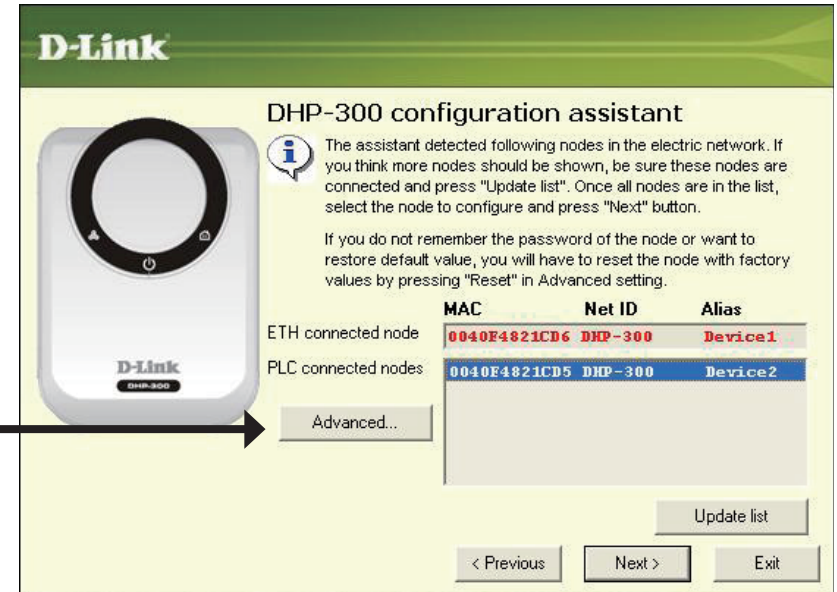 D-Link
DHP-300 configuration assistant
The assistant detected following nodes in the electric network. If
you think more nodes should be shown, be sure these nodes are
connected and press "Update list". Once all nodes are in the list,
select the node to configure and press "Next" button.
If you do not remember the password of the node or want to
restore default value, you will have to reset the node with factory
values by pressing "Reset" in Advanced setting.
MAC Net ID Alias
ETH connected node 0040F4821CD6 DHP-300 Device1
PLC connected nodes 0040F4821CD5 DHP-300 Device2
D-Link
DHP-300
Advanced...
Update list
< Previous Next > Exit